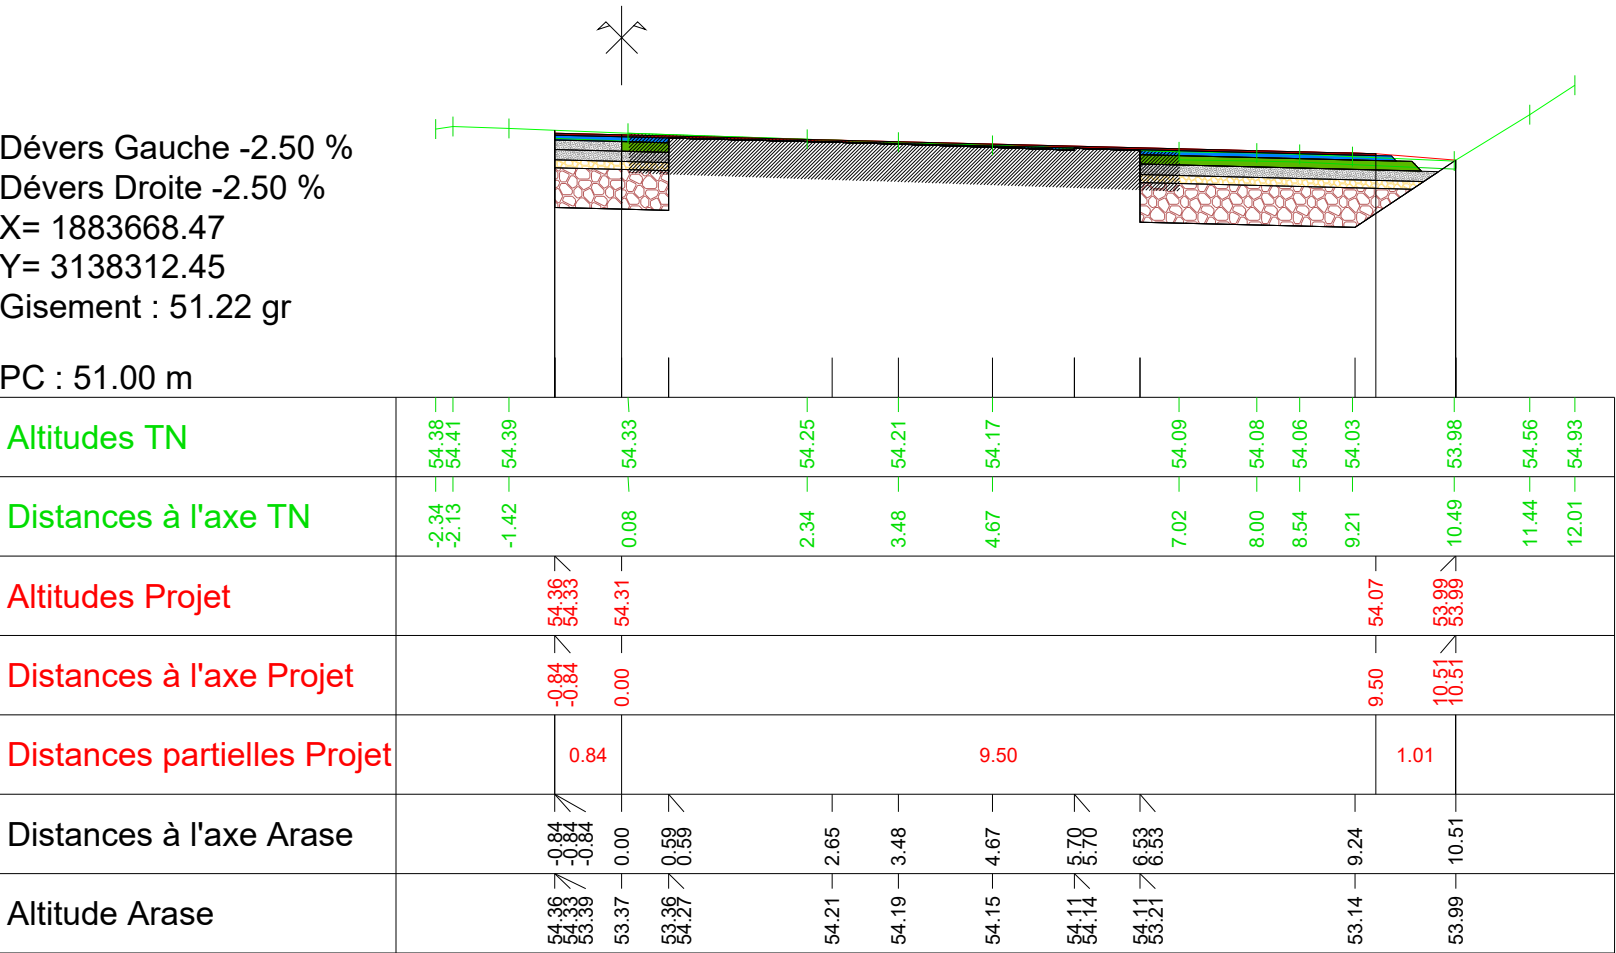 Dévers Gauche -2.50 %
Dévers Droite -2.50 %
X= 1883668.47
Y= 3138312.45
Gisement : 51.22 gr
PC : 51.00 m
Altitudes TN 54.38 54.41 54.39 54.33 54.25 54.21 54.17 54.09 54.08 54.06 54.03 53.98 54.56 54.93
Distances à l'axe TN -2.34 -2.13 -1.42 0.08 2.34 3.48 4.67 7.02 8.00 8.54 9.21 10.49 11.44 12.01
Altitudes Projet 54.36 54.33 54.31 54.07 53.99 53.99
Distances à l'axe Projet -0.84 -0.84 0.00 9.50 10.51 10.51
Distances partielles Projet 0.84 9.50 1.01
Distances à l'axe Arase -0.84 -0.84 -0.84 0.00 0.59 0.59 2.65 3.48 4.67 5.70 5.70 6.53 6.53 9.24 10.51
Altitude Arase 54.36 54.33 53.39 53.37 53.36 54.27 54.21 54.19 54.15 54.11 54.14 54.11 53.21 53.14 53.99